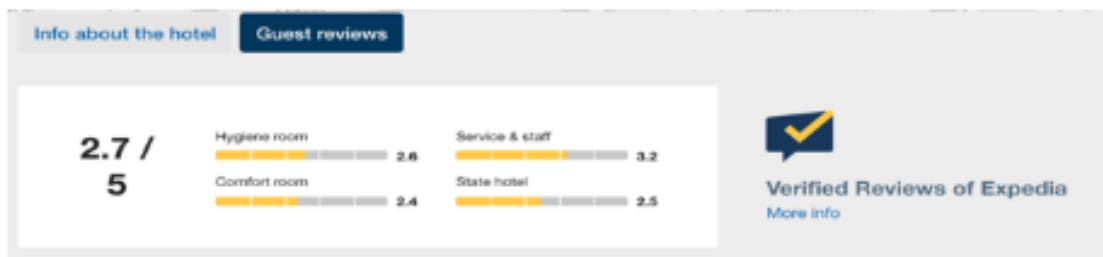 Info about the hotel
Guest reviews
2.7 /
5
Hygiene room
2.6
Comfort room
2.4
Service & staff
3.2
State hotel
2.5
Verified Reviews of Expedia
More info